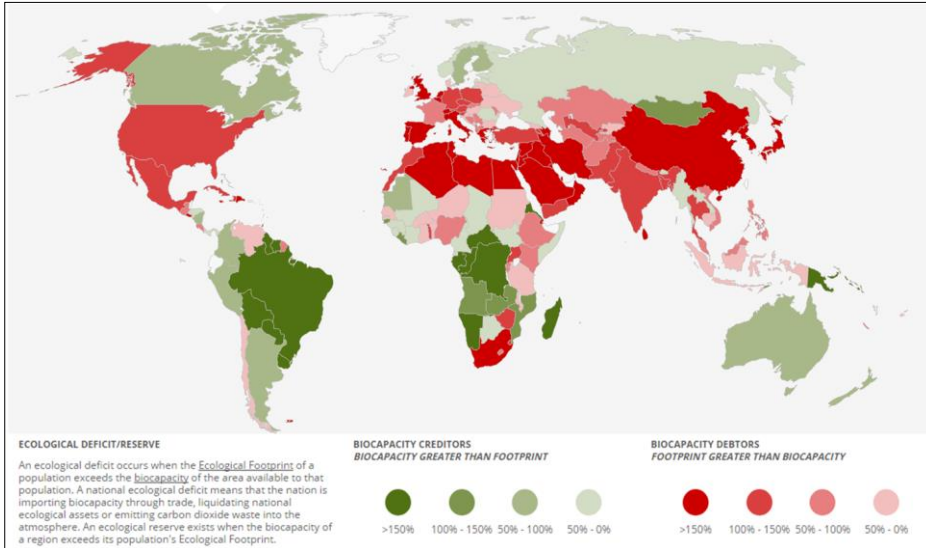 ECOLOGICAL DEFICIT/RESERVE
An ecological deficit occurs when the Ecological Footprint of a
population exceeds the biocapacity of the area available to that
population. A national ecological deficit means that the nation is
importing biocapacity through trade, liquidating national
ecological assets or emitting carbon dioxide waste into the
atmosphere. An ecological reserve exists when the biocapacity of
a region exceeds its population's Ecological Footprint.
BIOCAPACITY CREDITORS
BIOCAPACITY GREATER THAN FOOTPRINT
>150% 100% - 150% 50% - 100% 50% - 0%
BIOCAPACITY DEBTORS
FOOTPRINT GREATER THAN BIOCAPACITY
>150% 100% - 150% 50% - 100% 50% - 0%